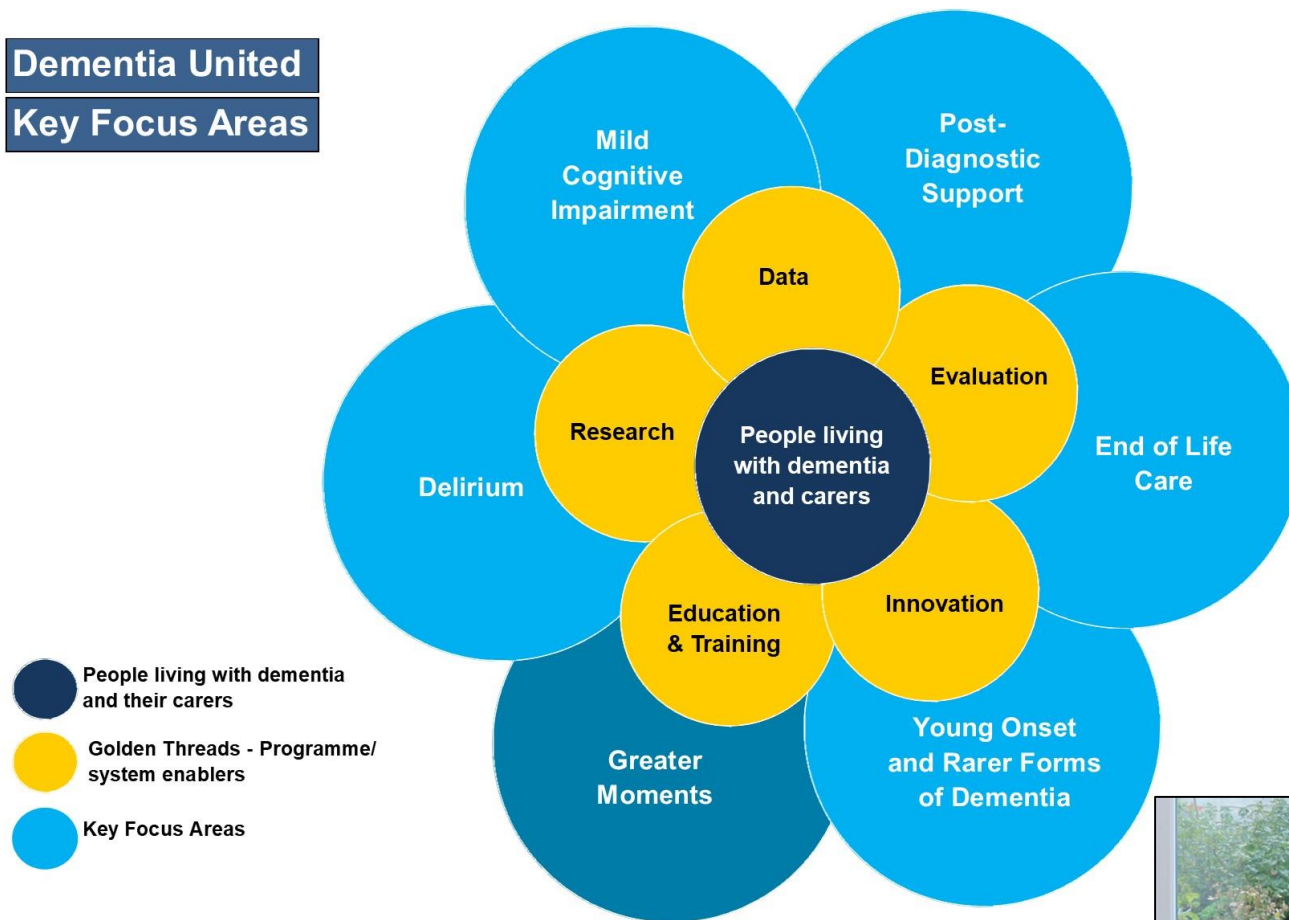 Dementia United
Key Focus Areas
Mild
Cognitive
Impairment
Post-
Diagnostic
Support
Data
Evaluation
Research
People living
with dementia
and carers
End of Life
Care
Delirium
Education
& Training
Innovation
Greater
Moments
Young Onset
and Rarer Forms
of Dementia
People living with dementia
and their carers
Golden Threads - Programme/
system enablers
Key Focus Areas